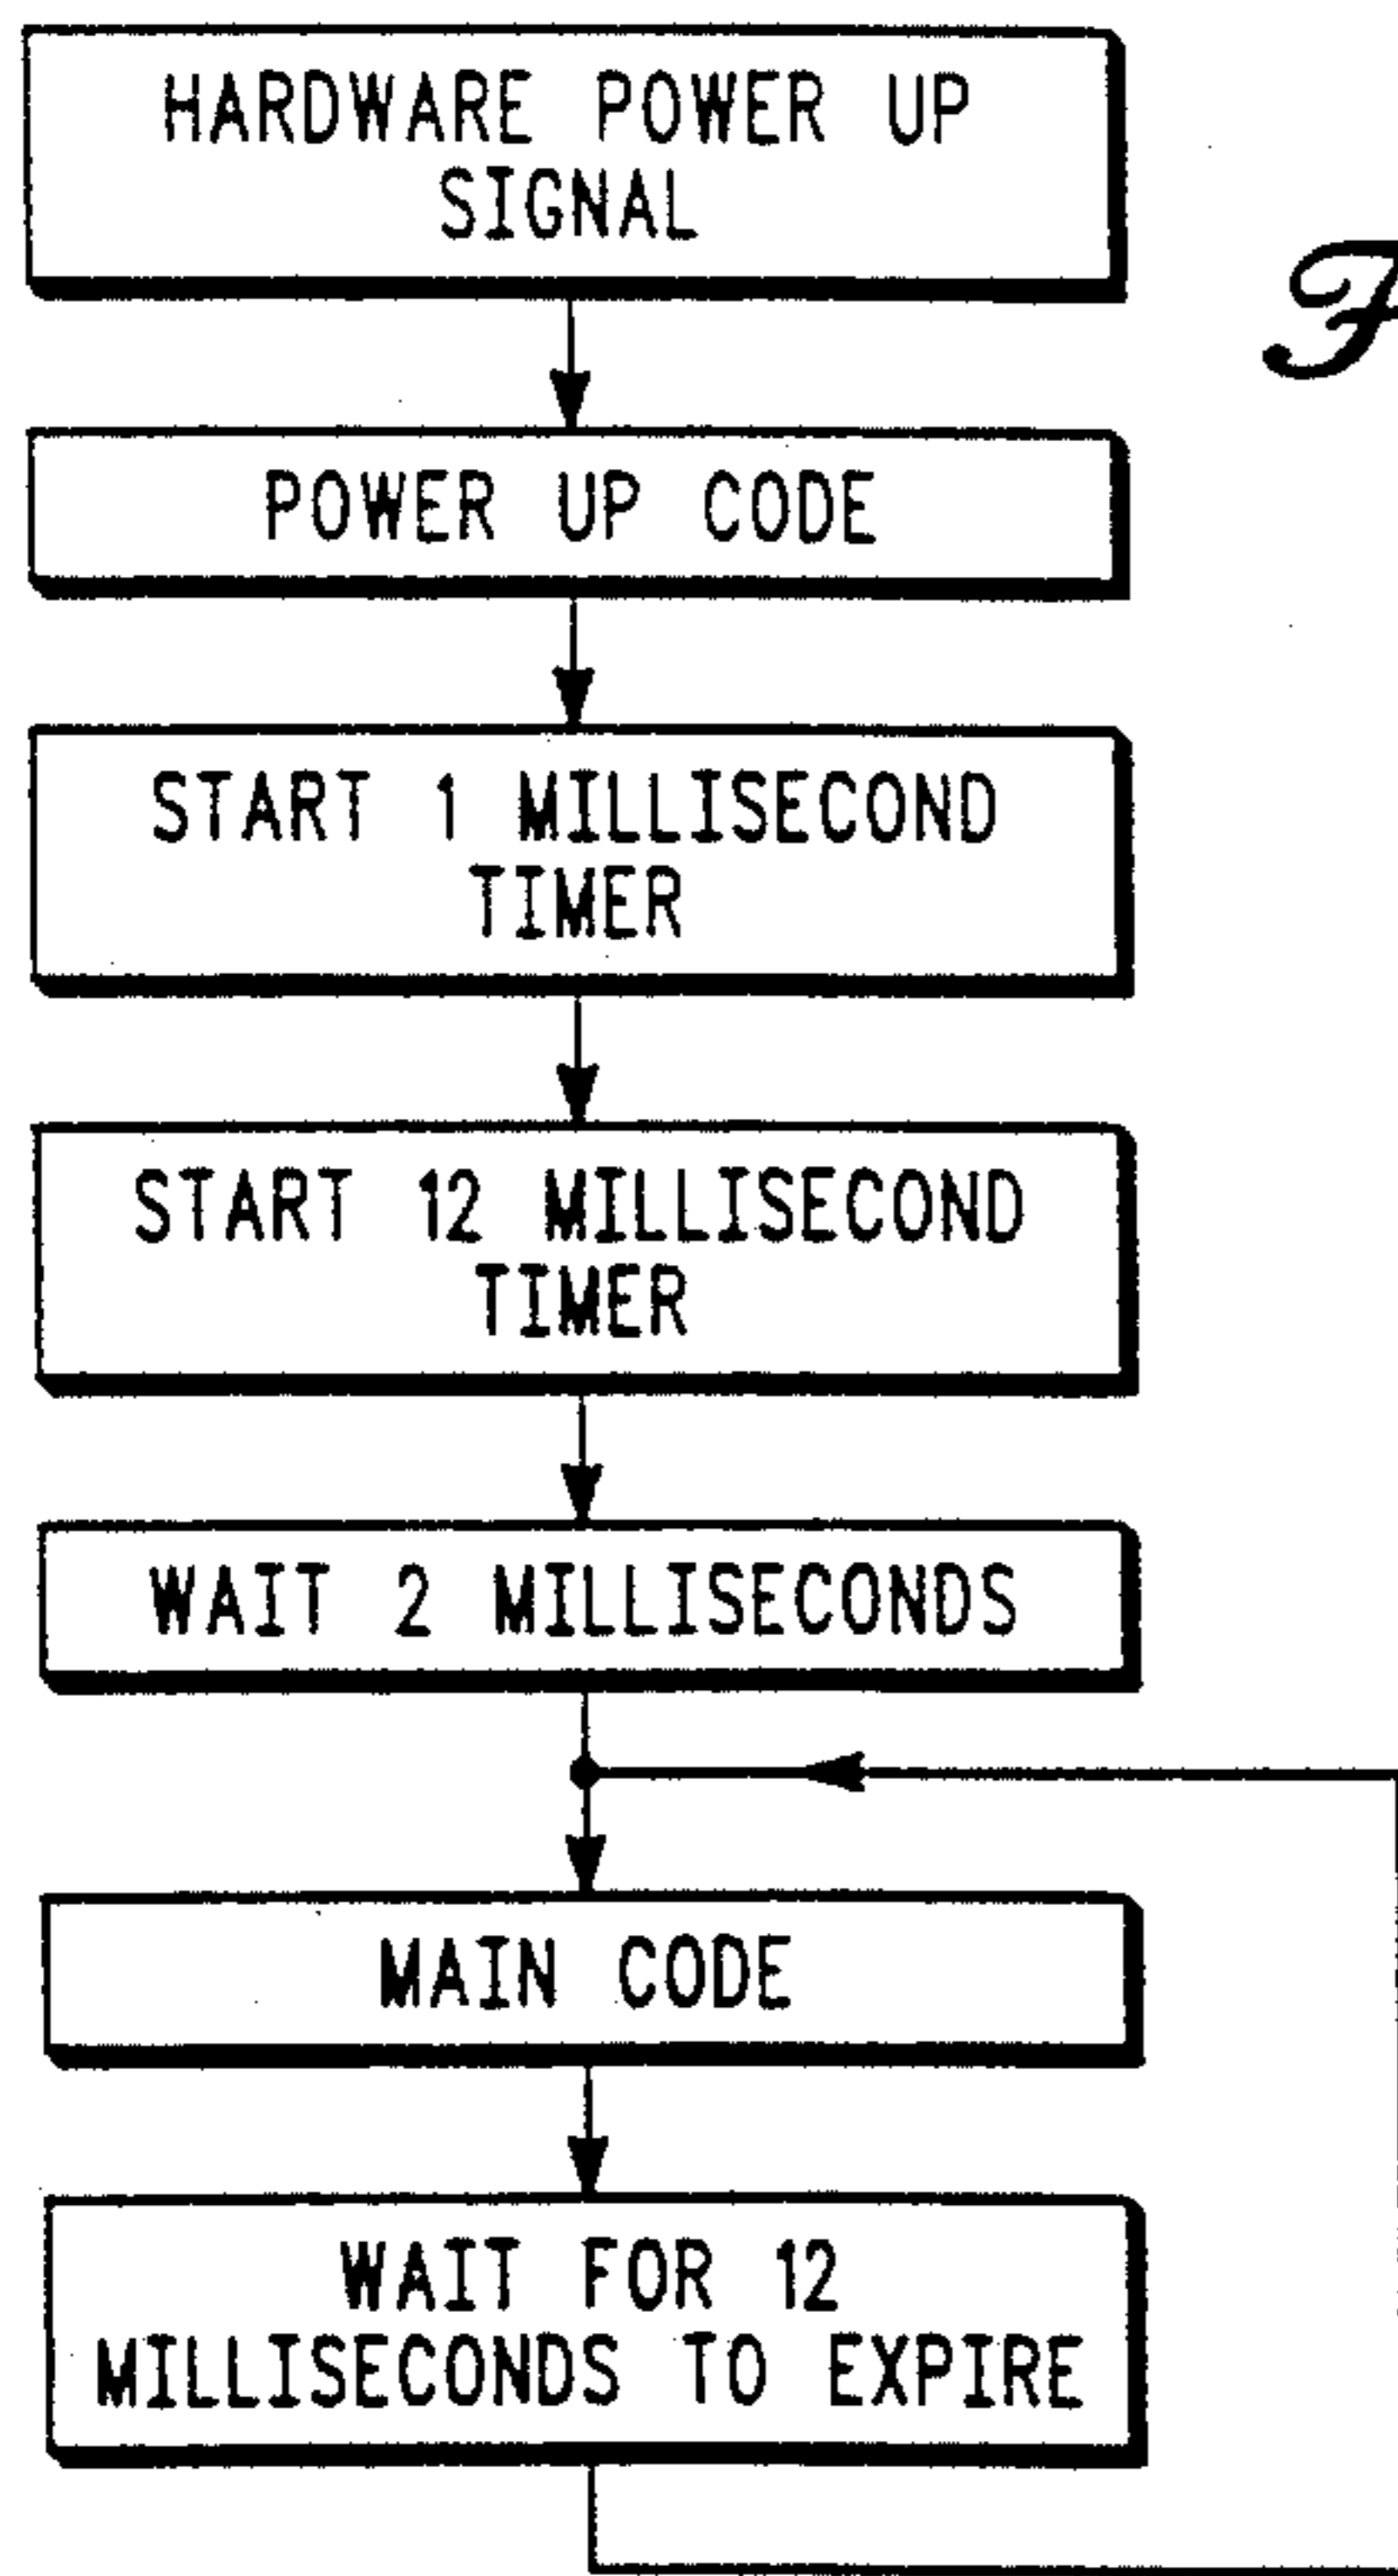 HARDWARE POWER UP
SIGNAL
POWER UP CODE
START 1 MILLISECOND
TIMER
START 12 MILLISECOND
TIMER
WAIT 2 MILLISECONDS
MAIN CODE
WAIT FOR 12
MILLISECONDS TO EXPIRE